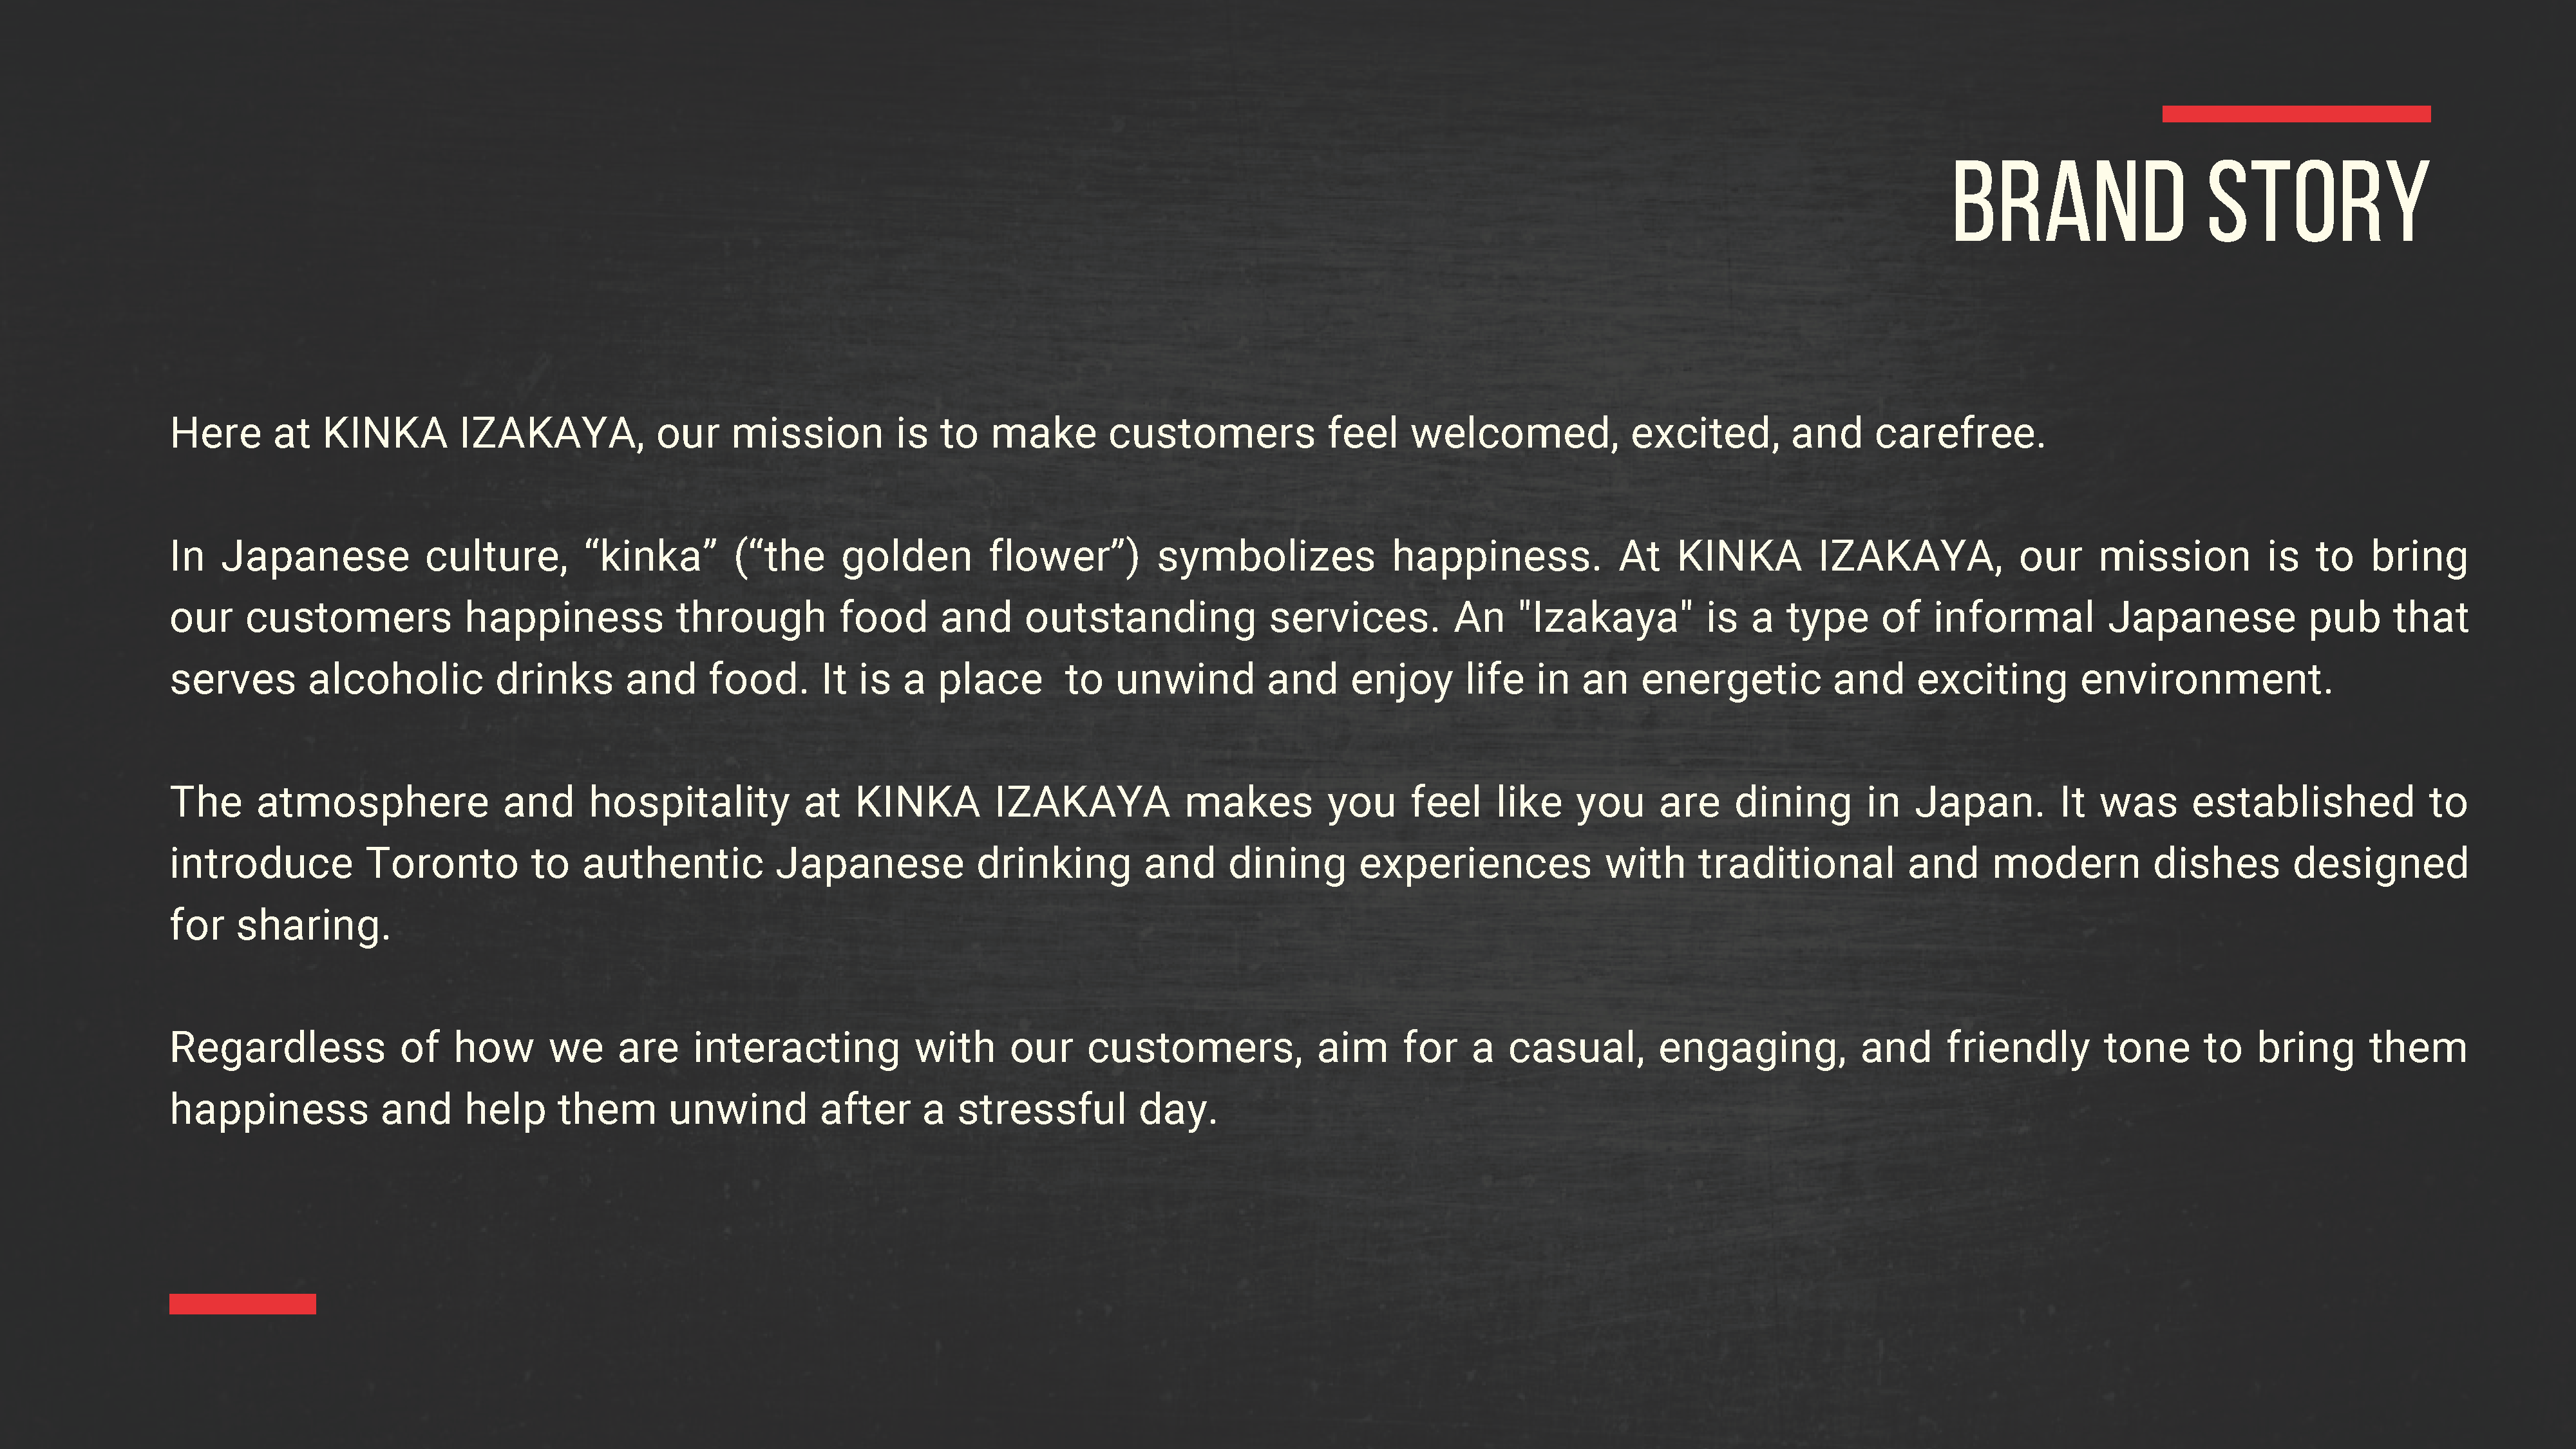 BRAND STORY
Here at KINKA IZAKAYA, our mission is to make customers feel welcomed, excited, and carefree.
In Japanese culture, “kinka” (“the golden flower”) symbolizes happiness. At KINKA IZAKAYA, our mission is to bring
our customers happiness through food and outstanding services. An "Izakaya" is a type of informal Japanese pub that
serves alcoholic drinks and food. It is a place  to unwind and enjoy life in an energetic and exciting environment.
The atmosphere and hospitality at KINKA IZAKAYA makes you feel like you are dining in Japan. It was established to
introduce Toronto to authentic Japanese drinking and dining experiences with traditional and modern dishes designed
for sharing.
Regardless of how we are interacting with our customers, aim for a casual, engaging, and friendly tone to bring them
happiness and help them unwind after a stressful day.